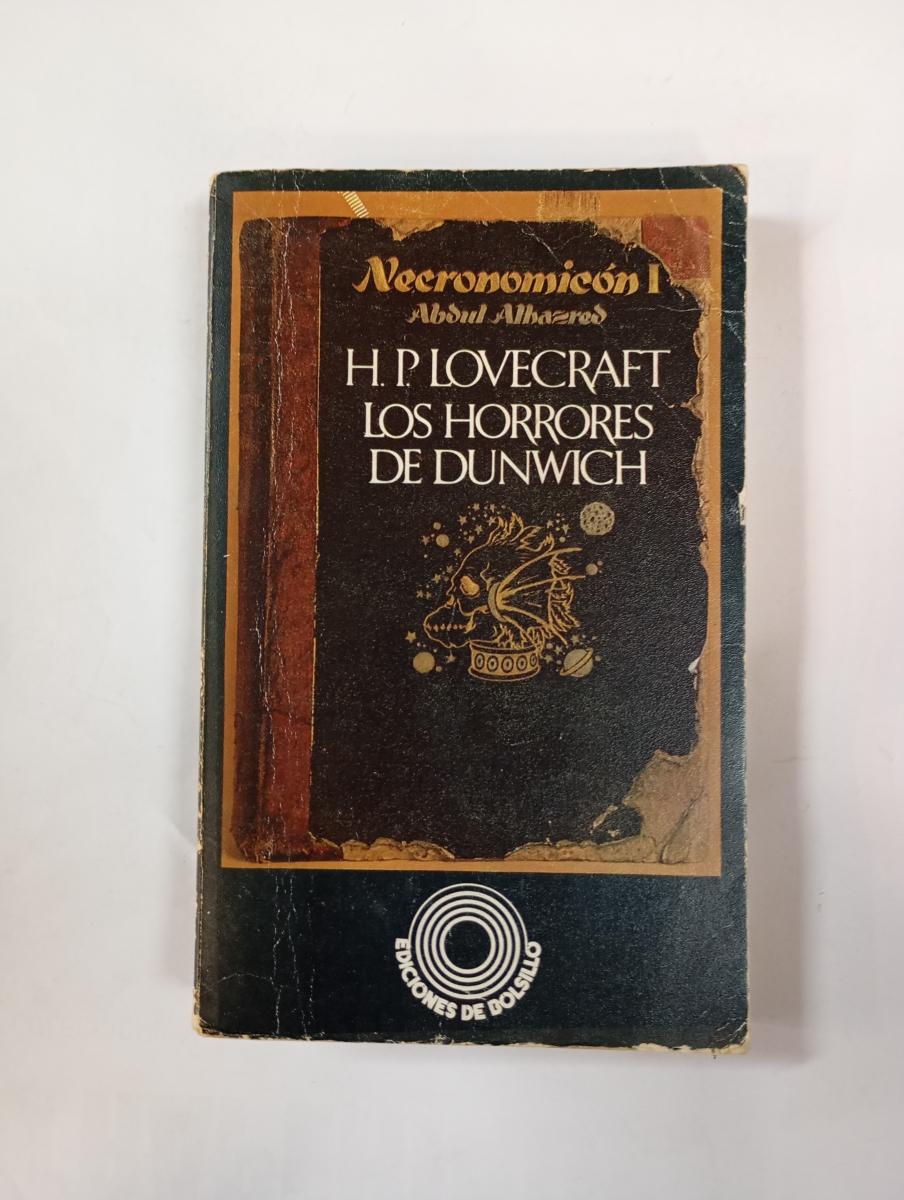 Necronomicón I
Abdul Alhazred
H. P. LOVECRAFT
LOS HORRORES
DE DUNWICH
EDICIONES DE BOLSILLO